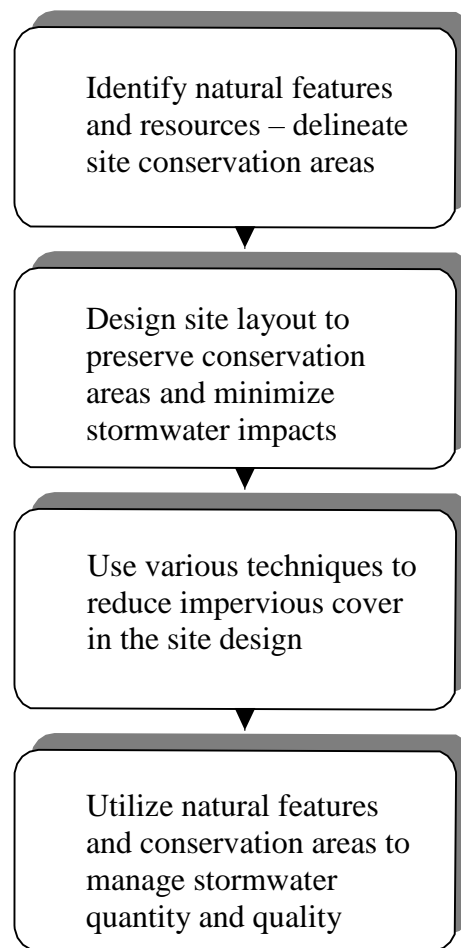 Identify natural features
and resources – delineate
site conservation areas
Design site layout to
preserve conservation
areas and minimize
stormwater impacts
Use various techniques to
reduce impervious cover
in the site design
Utilize natural features
and conservation areas to
manage stormwater
quantity and quality